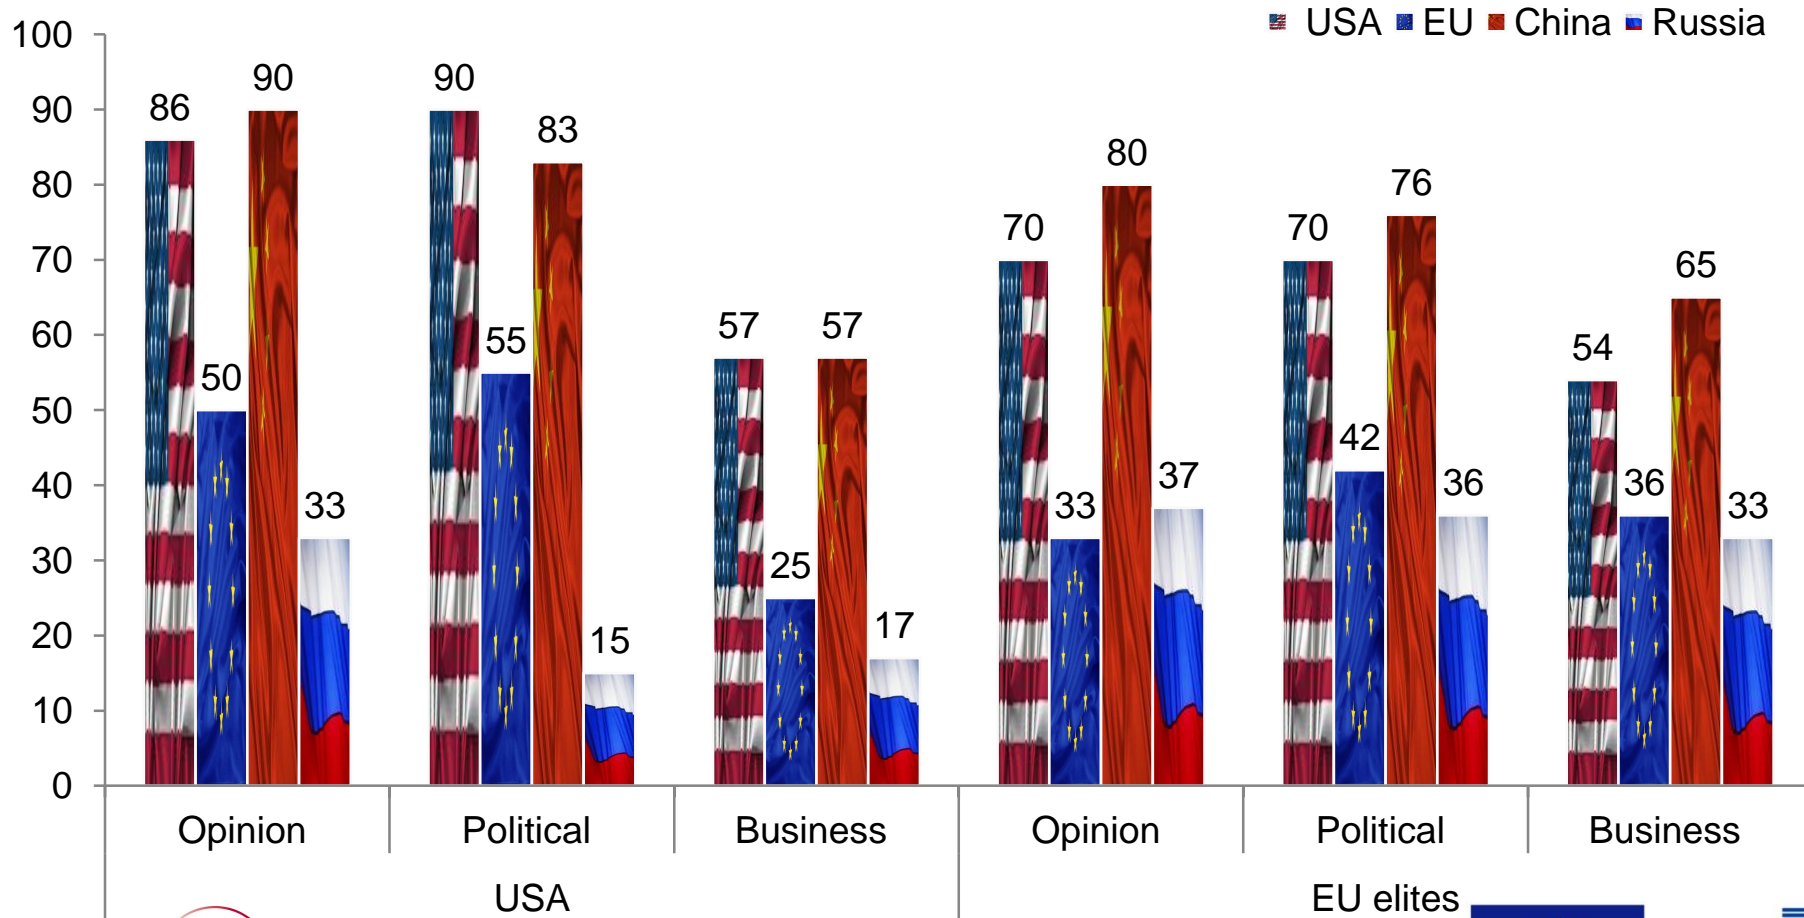 USA EU China Russia
100
90
80
70
60
50
40
30
20
10
0
86 50 90 33
90 55 83 15
57 25 57 17
70 33 80 37
70 42 76 36
54 36 65 33
Opinion Political Business Opinion Political Business
USA EU elites